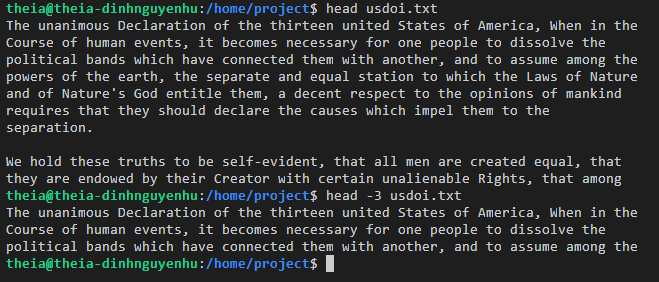 theia@theia-dinhnguyenhu:/home/project$ head usdoi.txt
The unanimous Declaration of the thirteen united States of America, When in the
Course of human events, it becomes necessary for one people to dissolve the
political bands which have connected them with another, and to assume among the
powers of the earth, the separate and equal station to which the Laws of Nature
and of Nature's God entitle them, a decent respect to the opinions of mankind
requires that they should declare the causes which impel them to the
separation.

We hold these truths to be self-evident, that all men are created equal, that
they are endowed by their Creator with certain unalienable Rights, that among
theia@theia-dinhnguyenhu:/home/project$ head -3 usdoi.txt
The unanimous Declaration of the thirteen united States of America, When in the
Course of human events, it becomes necessary for one people to dissolve the
political bands which have connected them with another, and to assume among the
theia@theia-dinhnguyenhu:/home/project$